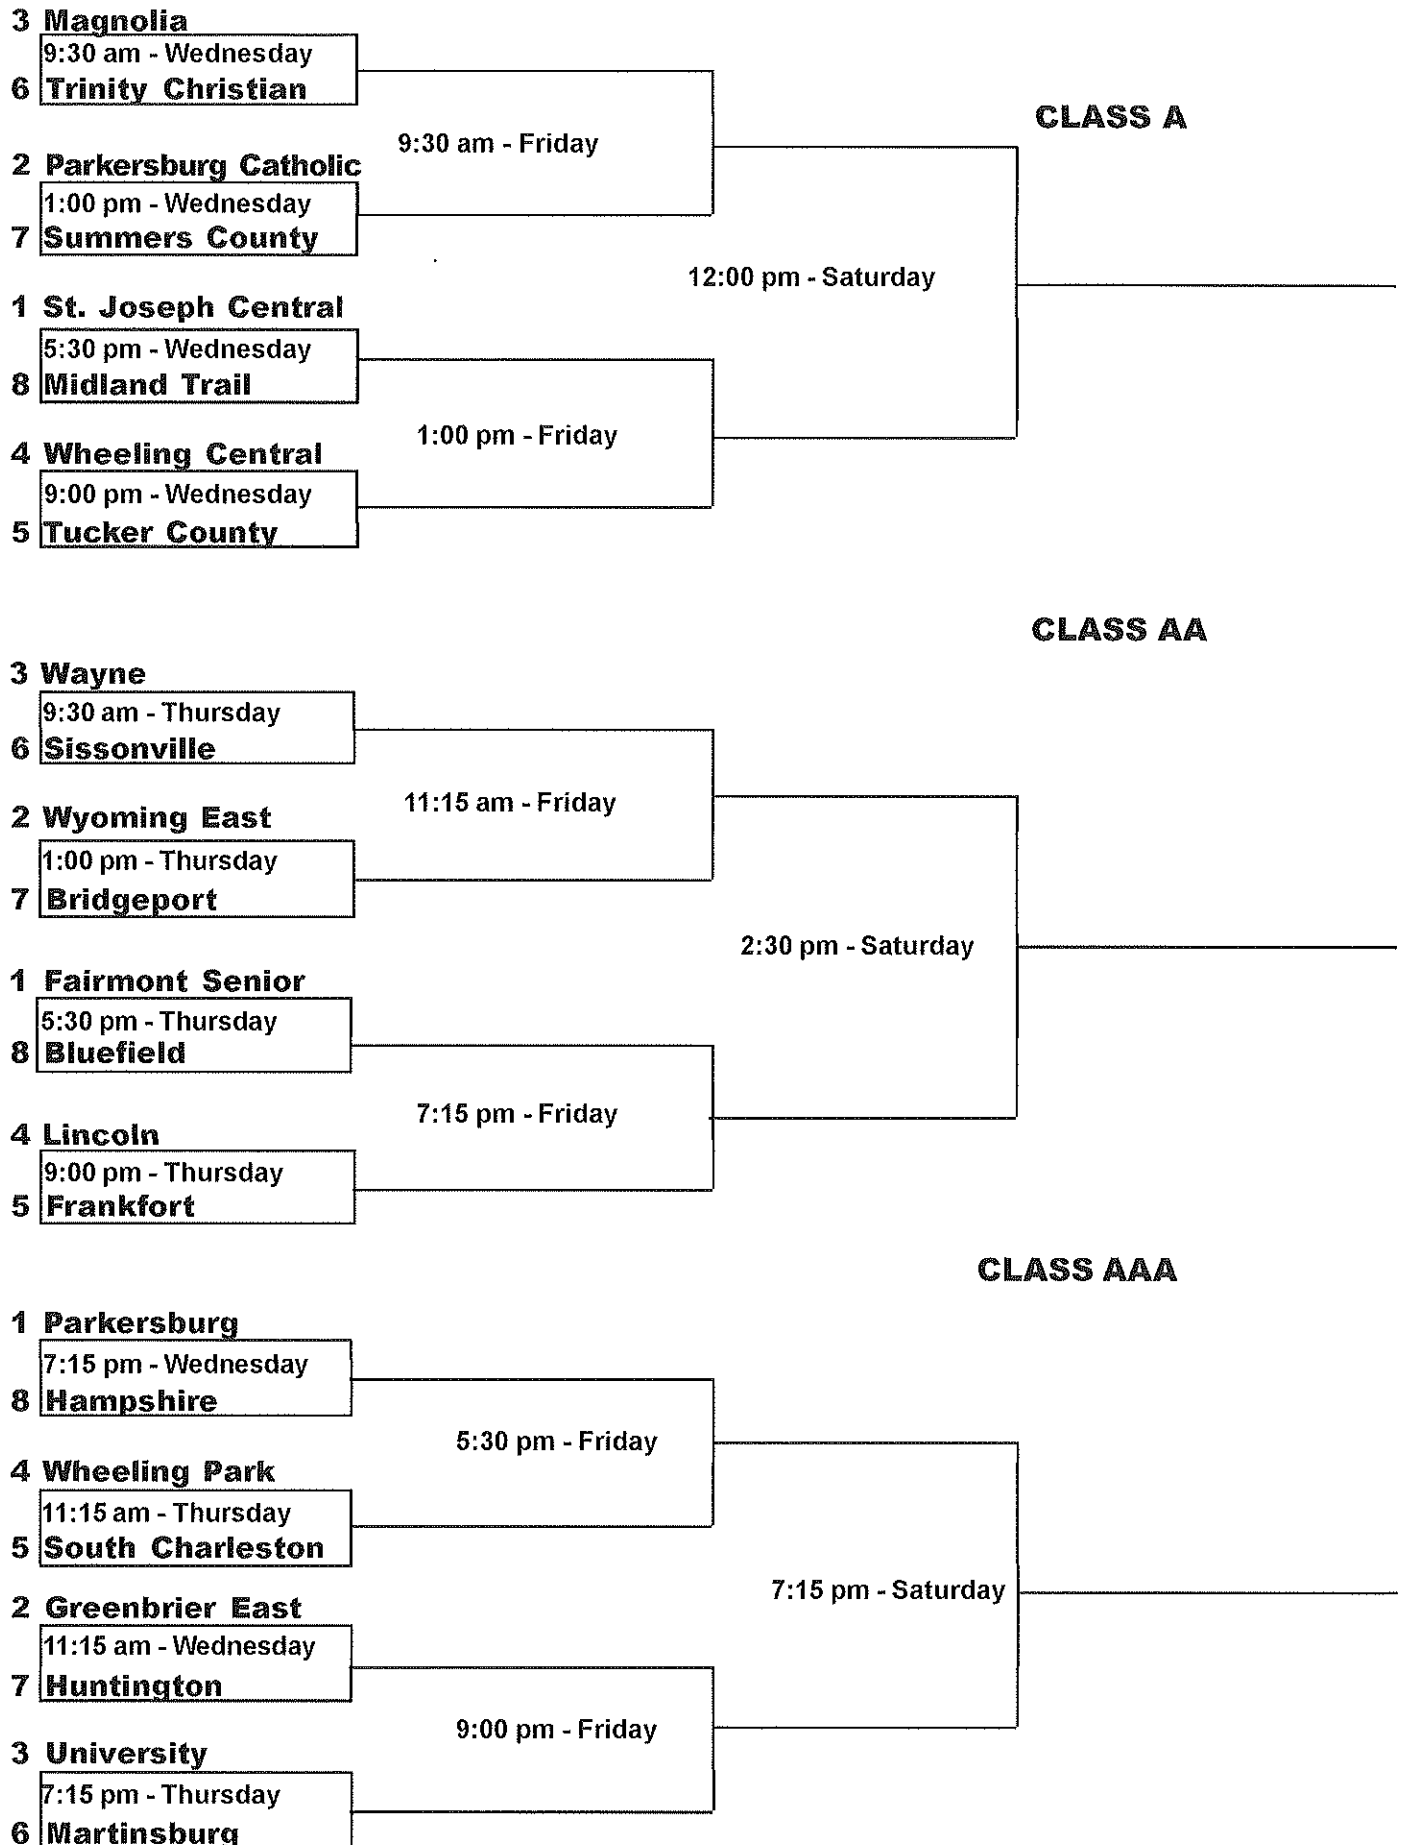 3 Magnolia
9:30 am - Wednesday
6 Trinity Christian
9:30 am - Friday
CLASS A
2 Parkersburg Catholic
1:00 pm - Wednesday
7 Summers County
12:00 pm - Saturday
1 St. Joseph Central
5:30 pm - Wednesday
8 Midland Trail
1:00 pm - Friday
4 Wheeling Central
9:00 pm - Wednesday
5 Tucker County
CLASS AA
3 Wayne
9:30 am - Thursday
6 Sissonville
11:15 am - Friday
2 Wyoming East
1:00 pm - Thursday
7 Bridgeport
2:30 pm - Saturday
1 Fairmont Senior
5:30 pm - Thursday
8 Bluefield
7:15 pm - Friday
4 Lincoln
9:00 pm - Thursday
5 Frankfort
CLASS AAA
1 Parkersburg
7:15 pm - Wednesday
8 Hampshire
5:30 pm - Friday
4 Wheeling Park
11:15 am - Thursday
5 South Charleston
7:15 pm - Saturday
2 Greenbrier East
11:15 am - Wednesday
7 Huntington
9:00 pm - Friday
3 University
7:15 pm - Thursday
6 Martinsburg